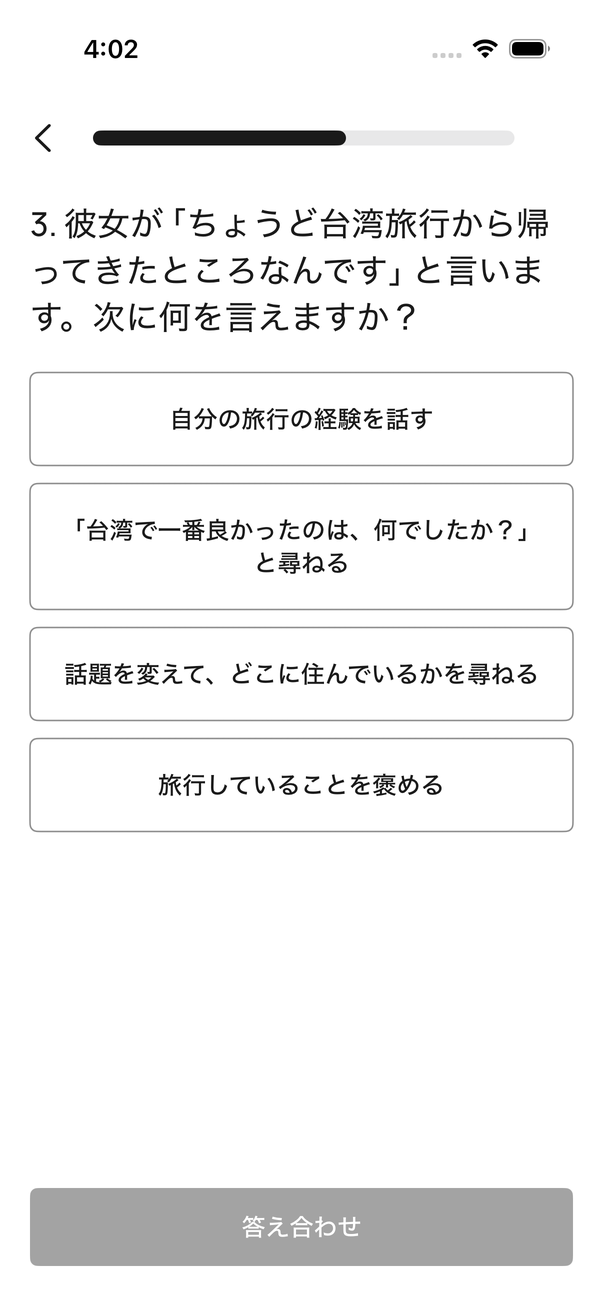 4:02
3. 彼女が「ちょうど台湾旅行から帰
ってきたところなんです」と言いま
す。次に何を言えますか？
自分の旅行の経験を話す
「台湾で一番良かったのは、何でしたか？」
と尋ねる
話題を変えて、どこに住んでいるかを尋ねる
旅行していることを褒める
答え合わせ